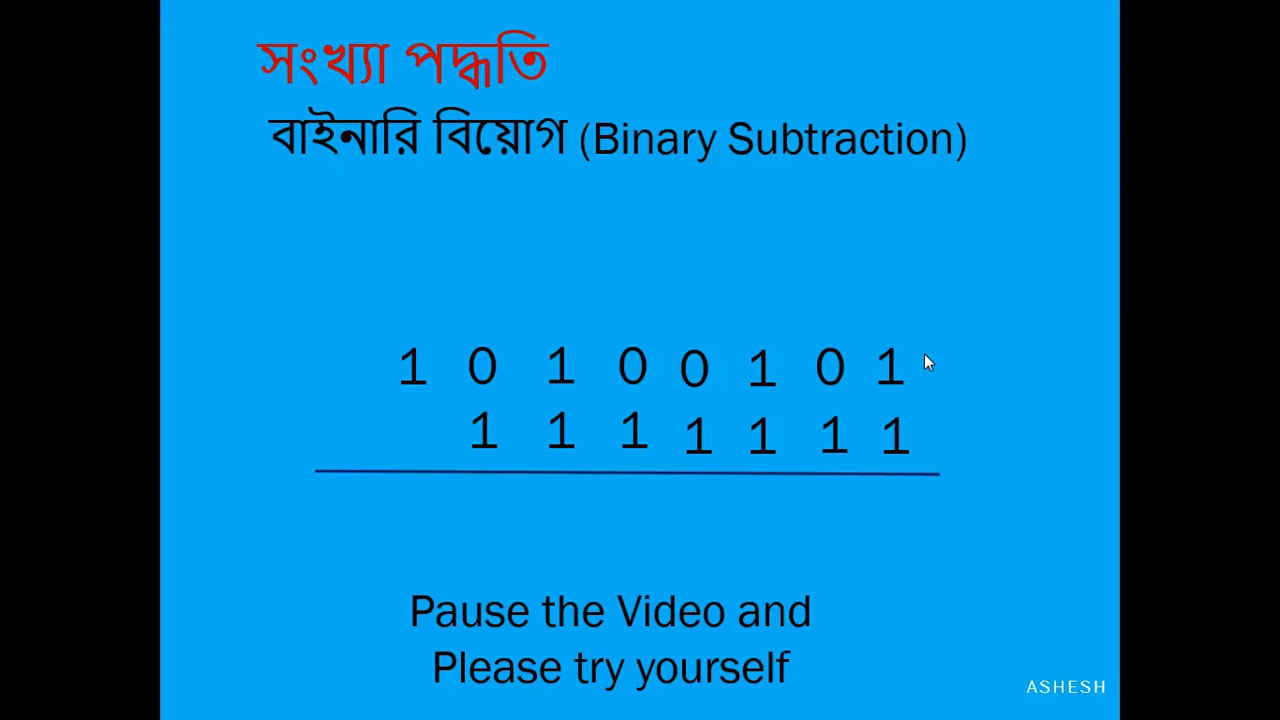 সংখ্যা পদ্ধতি
বাইনারি বিয়োগ (Binary Subtraction)
1 0 1 0 0 1 0 1
1 1 1 1 1 1 1
Pause the Video and
Please try yourself
ASHESH